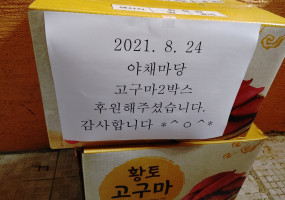 2021. 8. 24
야채마당
고구마2박스
후원해주셨습니다.
감사합니다 *^o^*
황토
고구마